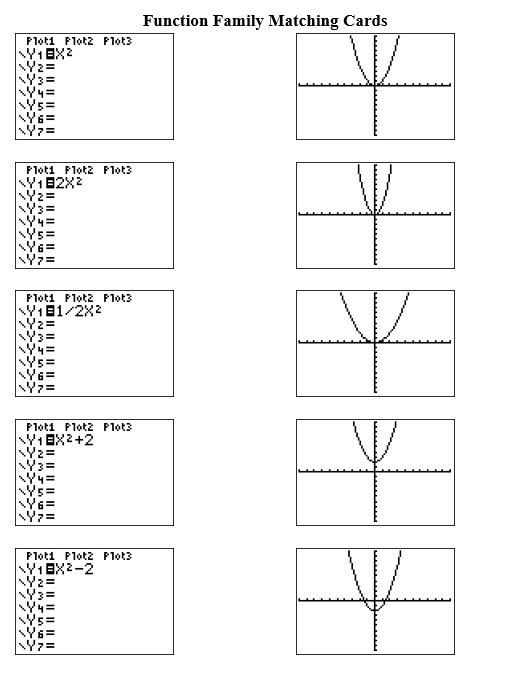 Function Family Matching Cards
Plot1 Plot2 Plot3
\Y1=X²
\Y2=
\Y3=
\Y4=
\Y5=
\Y6=
\Y7=
Plot1 Plot2 Plot3
\Y1=2X²
\Y2=
\Y3=
\Y4=
\Y5=
\Y6=
\Y7=
Plot1 Plot2 Plot3
\Y1=1/2X²
\Y2=
\Y3=
\Y4=
\Y5=
\Y6=
\Y7=
Plot1 Plot2 Plot3
\Y1=X²+2
\Y2=
\Y3=
\Y4=
\Y5=
\Y6=
\Y7=
Plot1 Plot2 Plot3
\Y1=X²-2
\Y2=
\Y3=
\Y4=
\Y5=
\Y6=
\Y7=